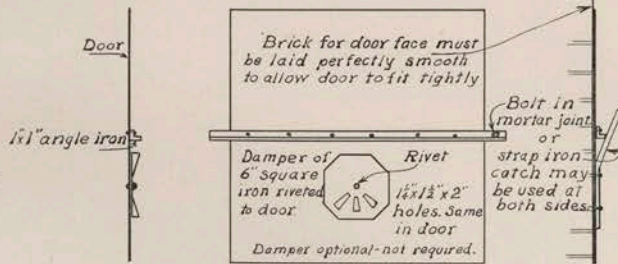 Door
Brick for door face must
be laid perfectly smooth
to allow door to fit tightly
1"x1" angle iron
Damper of
6" square
iron riveted
to door
Rivet
1/4"x1/2"x2"
holes. Same
in door
Damper optional-not required.
Bolt in
mortar joint
or
strap iron
catch may
be used at
both sides